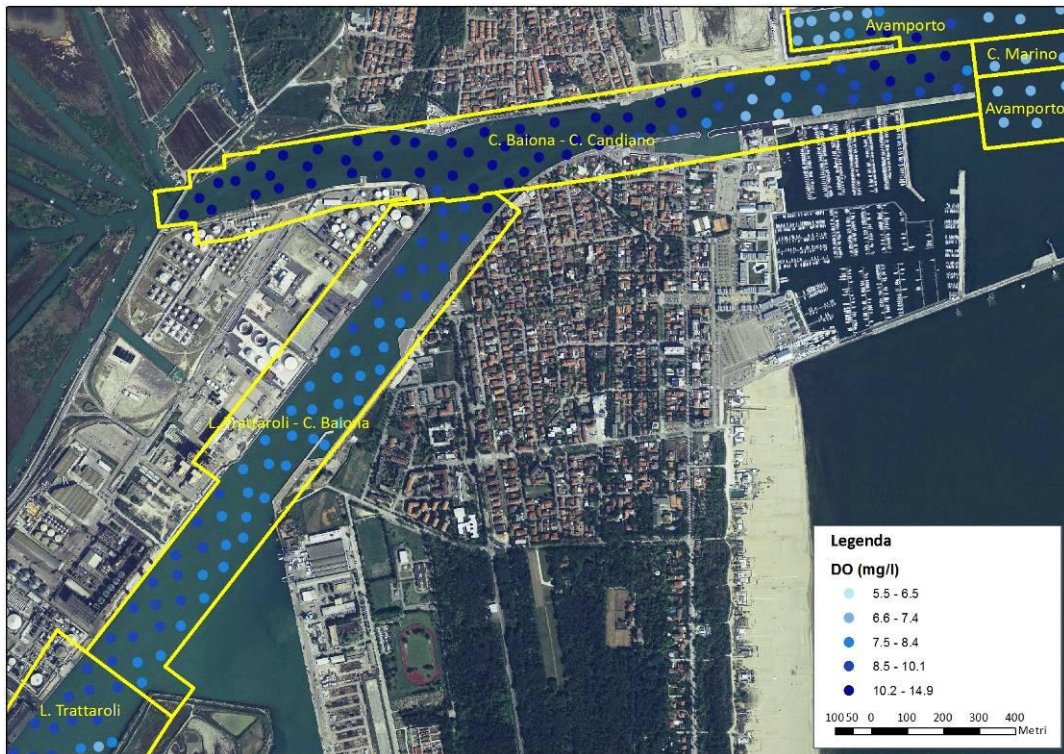 Avamporto
C. Marino
Avamporto
C. Baiona - C. Candiano
L. Trattaroli - C. Baiona
L. Trattaroli
Legenda
DO (mg/l)
5.5 - 6.5
6.6 - 7.4
7.5 - 8.4
8.5 - 10.1
10.2 - 14.9
100 50 0 100 200 300 400
Metri